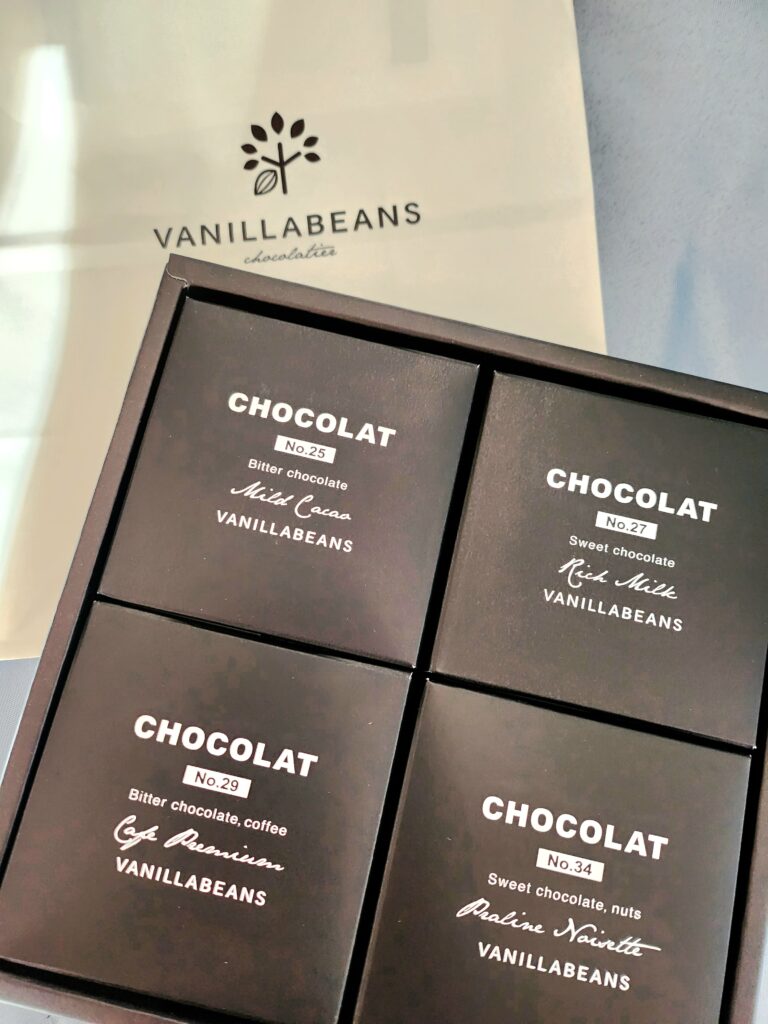 VANILLABEANS
chocolatier
CHOCOLAT
No.25
Bitter chocolate
Mild Cacao
VANILLABEANS
CHOCOLAT
No.27
Sweet chocolate
Rich Milk
VANILLABEANS
CHOCOLAT
No.29
Bitter chocolate, coffee
Cafe Premium
VANILLABEANS
CHOCOLAT
No.34
Sweet chocolate, nuts
Praline Noisette
VANILLABEANS